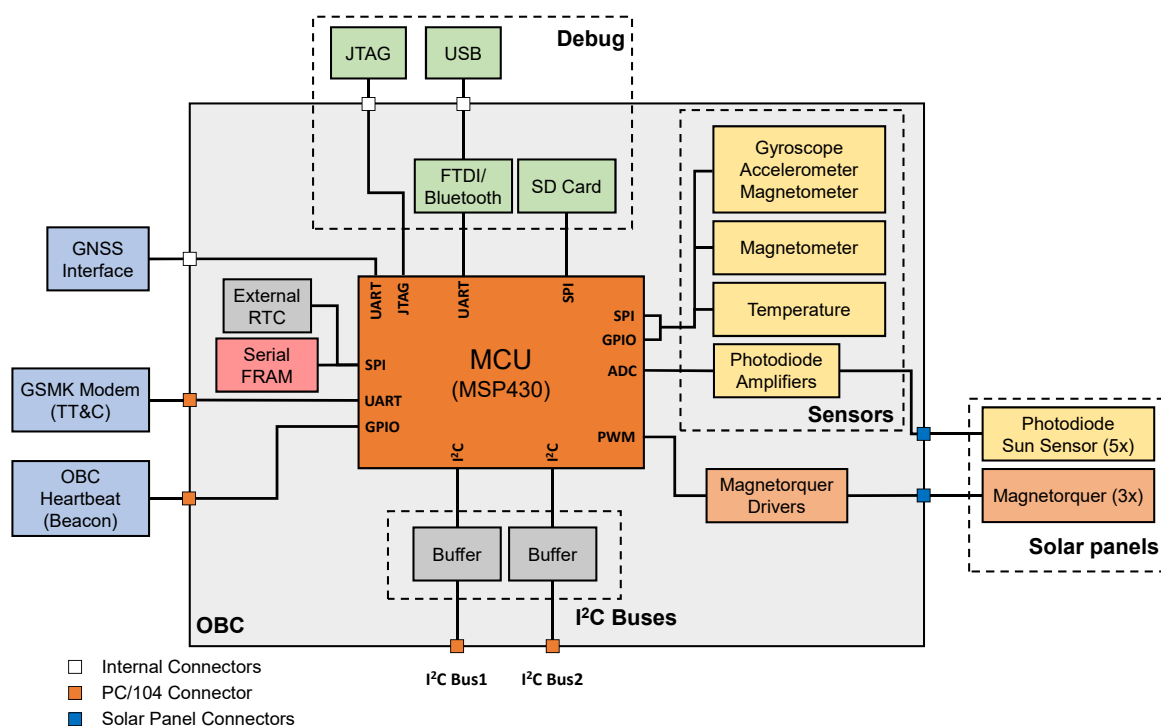 Debug
JTAG
USB
FTDI/
Bluetooth
SD Card
Gyroscope
Accelerometer
Magnetometer
Magnetometer
Temperature
Photodiode
Amplifiers
Sensors
GNSS
Interface
External
RTC
Serial
FRAM
GSMK Modem
(TT&C)
OBC
Heartbeat
(Beacon)
UART
JTAG
UART
SPI
SPI
GPIO
ADC
PWM
SPI
UART
GPIO
I²C
I²C
MCU
(MSP430)
Magnetorquer
Drivers
Photodiode
Sun Sensor (5x)
Magnetorquer (3x)
Solar panels
Buffer
Buffer
I²C Buses
OBC
I²C Bus1
I²C Bus2
Internal Connectors
PC/104 Connector
Solar Panel Connectors